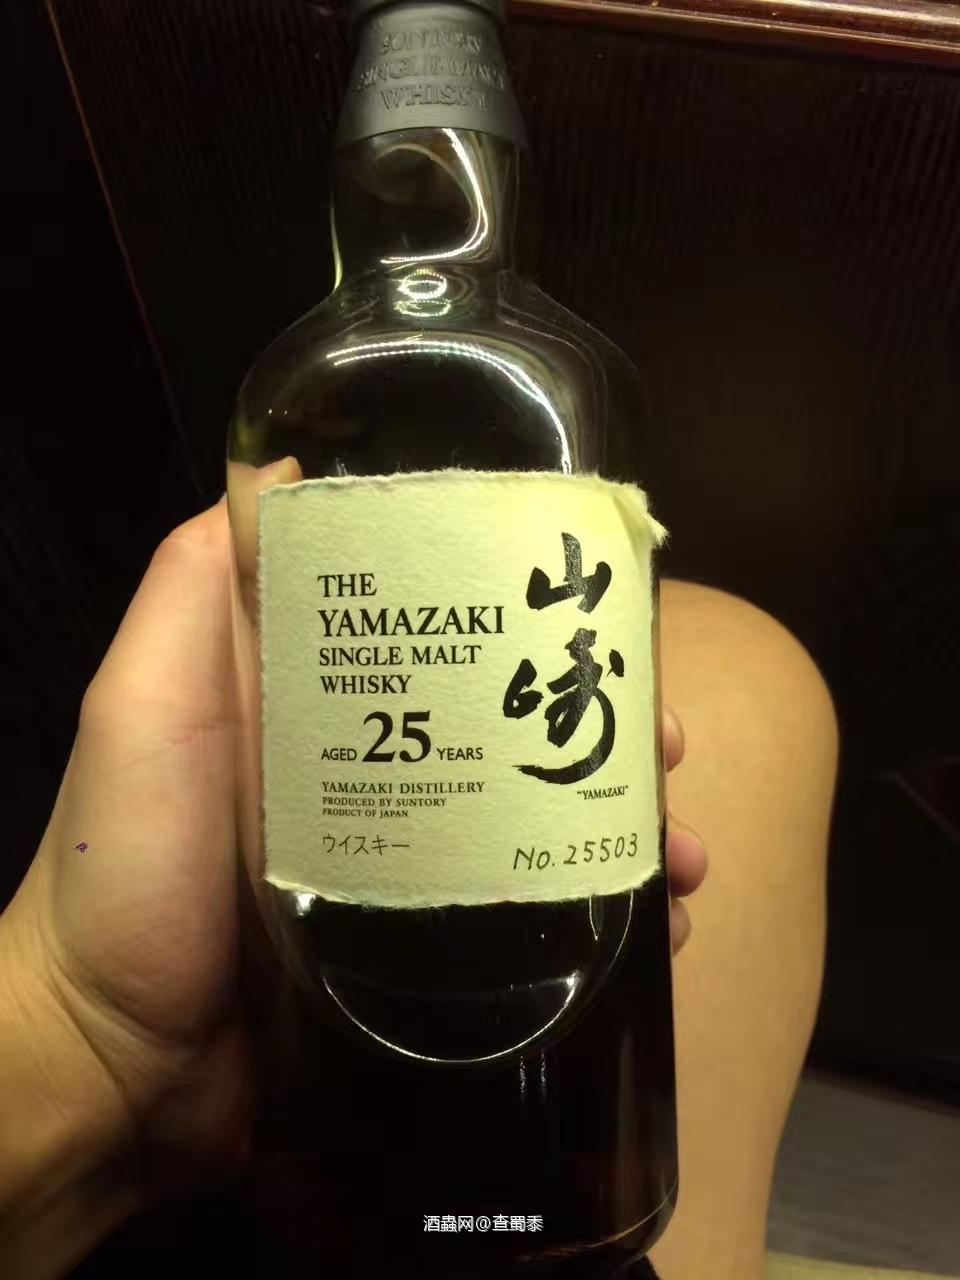 SUNTORY
SINGLE MALT
WHISKY
THE
YAMAZAKI
SINGLE MALT
WHISKY
AGED 25 YEARS
YAMAZAKI DISTILLERY
PRODUCED BY SUNTORY
PRODUCT OF JAPAN
ウイスキー
山崎
"YAMAZAKI"
No. 25503
酒蟲网@查蜀黍